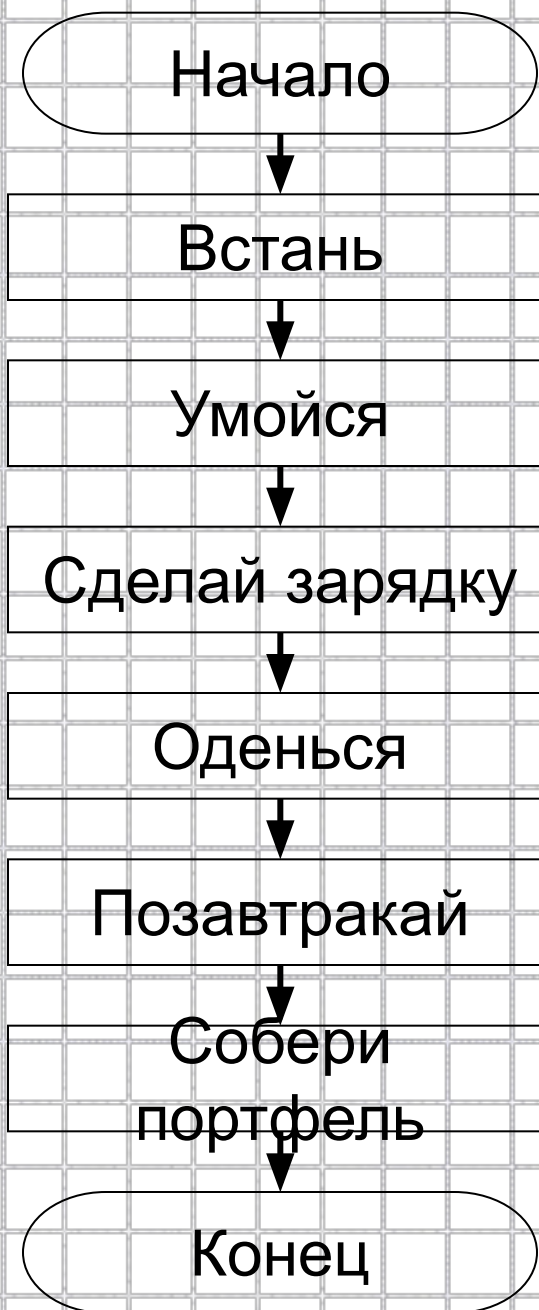 Начало
Встань
Умойся
Сделай зарядку
Оденься
Позавтракай
Собери
портфель
Конец